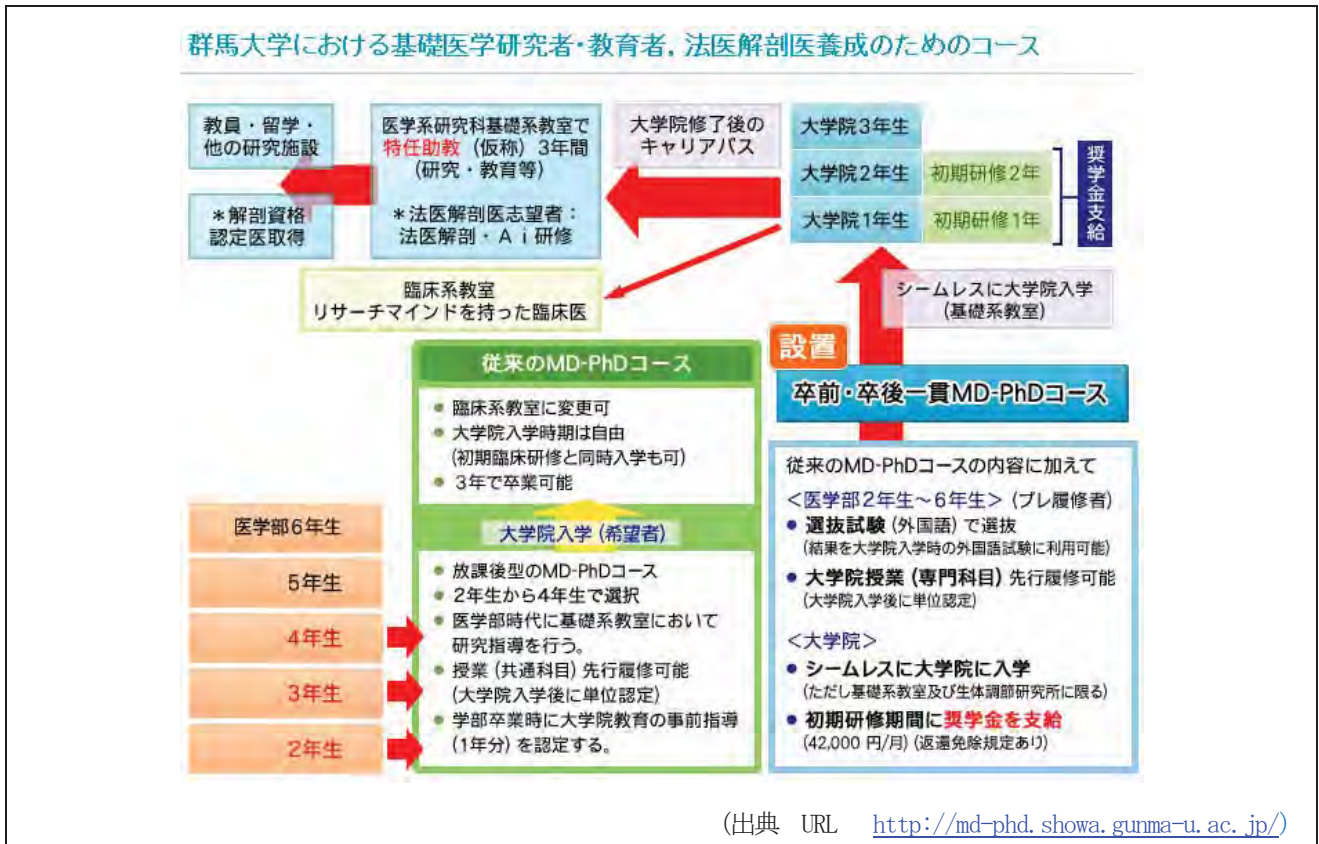 群馬大学における基礎医学研究者・教育者，法医解剖医養成のためのコース
教員・留学・
他の研究施設
＊解剖資格
認定医取得
医学系研究科基礎系教室で
特任助教（仮称）3年間
（研究・教育等）
＊法医解剖医志望者：
法医解剖・Ａｉ研修
大学院修了後の
キャリアパス
大学院3年生
大学院2年生
初期研修2年
大学院1年生
初期研修1年
奨学金支給
臨床系教室
リサーチマインドを持った臨床医
シームレスに大学院入学
(基礎系教室)
設置
卒前・卒後一貫MD-PhDコース
従来のMD-PhDコース
● 臨床系教室に変更可
● 大学院入学時期は自由
(初期臨床研修と同時入学も可)
● 3年で卒業可能
大学院入学（希望者）
● 放課後型のMD-PhDコース
● 2年生から4年生で選択
● 医学部時代に基礎系教室において
研究指導を行う。
● 授業（共通科目）先行履修可能
(大学院入学後に単位認定)
● 学部卒業時に大学院教育の事前指導
(1年分) を認定する。
医学部6年生
5年生
4年生
3年生
2年生
従来のMD-PhDコースの内容に加えて
＜医学部2年生～6年生＞ (プレ履修者)
● 選抜試験 (外国語) で選抜
(結果を大学院入学時の外国語試験に利用可能)
● 大学院授業（専門科目）先行履修可能
(大学院入学後に単位認定)
＜大学院＞
● シームレスに大学院に入学
(ただし基礎系教室及び生体調節研究所に限る)
● 初期研修期間に奨学金を支給
(42,000 円/月) (返還免除規定あり)
(出典 URL http://md-phd.showa.gunma-u.ac.jp/)